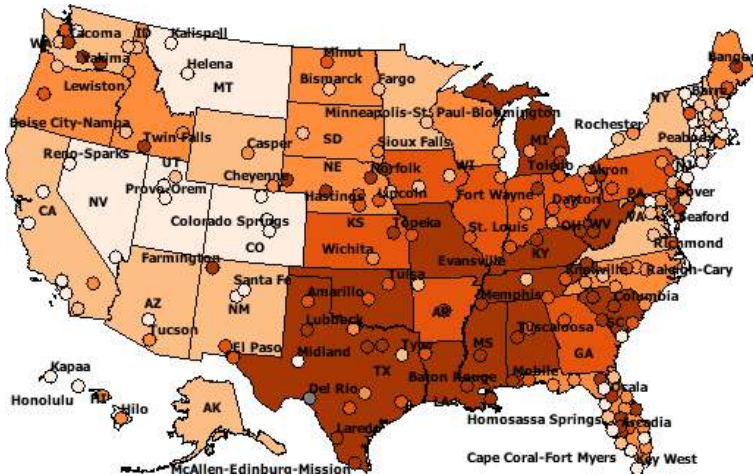 Tacoma
ID
Kalispell
WA
Yakima
Helena
MT
Minot
Bismarck
Fargo
Bangor
Lewiston
NY
Barre
Boise City-Nampa
Minneapolis-St.
Paul-Bloomington
Rochester
Twin Falls
Casper
SD
Sioux Falls
MI
Peabody
Reno-Sparks
UT
Cheyenne
NE
Norfolk
WI
Toledo
Akron
NJ
Provo-Orem
Hastings
Lincoln
Fort Wayne
PA
Dover
NV
CA
Colorado Springs
KS
Topeka
Dayton
OH
WV
VA
Seaford
CO
Wichita
St. Louis
Richmond
Farmington
Evansville
KY
Santa Fe
Tulsa
Knoxville
Raleigh-Cary
AZ
NM
Amarillo
Memphis
Columbia
Tucson
Lubbock
AR
Tuscaloosa
SC
El Paso
Midland
Tyler
MS
GA
Kapaa
TX
Baton Rouge
Mobile
Honolulu
HI
Hilo
AK
Del Rio
LA
Ocala
Laredo
Homosassa Springs
Arcadia
McAllen-Edinburg-Mission
Cape Coral-Fort Myers
Key West